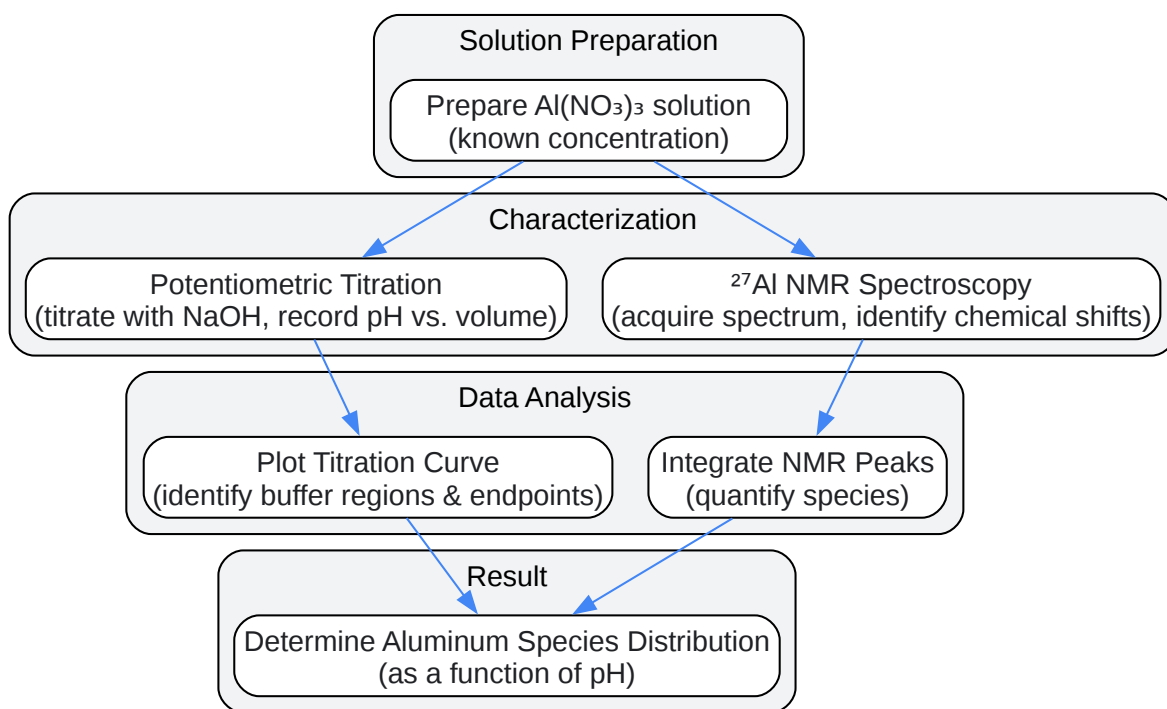 Solution Preparation
Prepare Al(NO₃)₃ solution
(known concentration)
Characterization
Potentiometric Titration
(titrate with NaOH, record pH vs. volume)
²⁷Al NMR Spectroscopy
(acquire spectrum, identify chemical shifts)
Data Analysis
Plot Titration Curve
(identify buffer regions & endpoints)
Integrate NMR Peaks
(quantify species)
Result
Determine Aluminum Species Distribution
(as a function of pH)